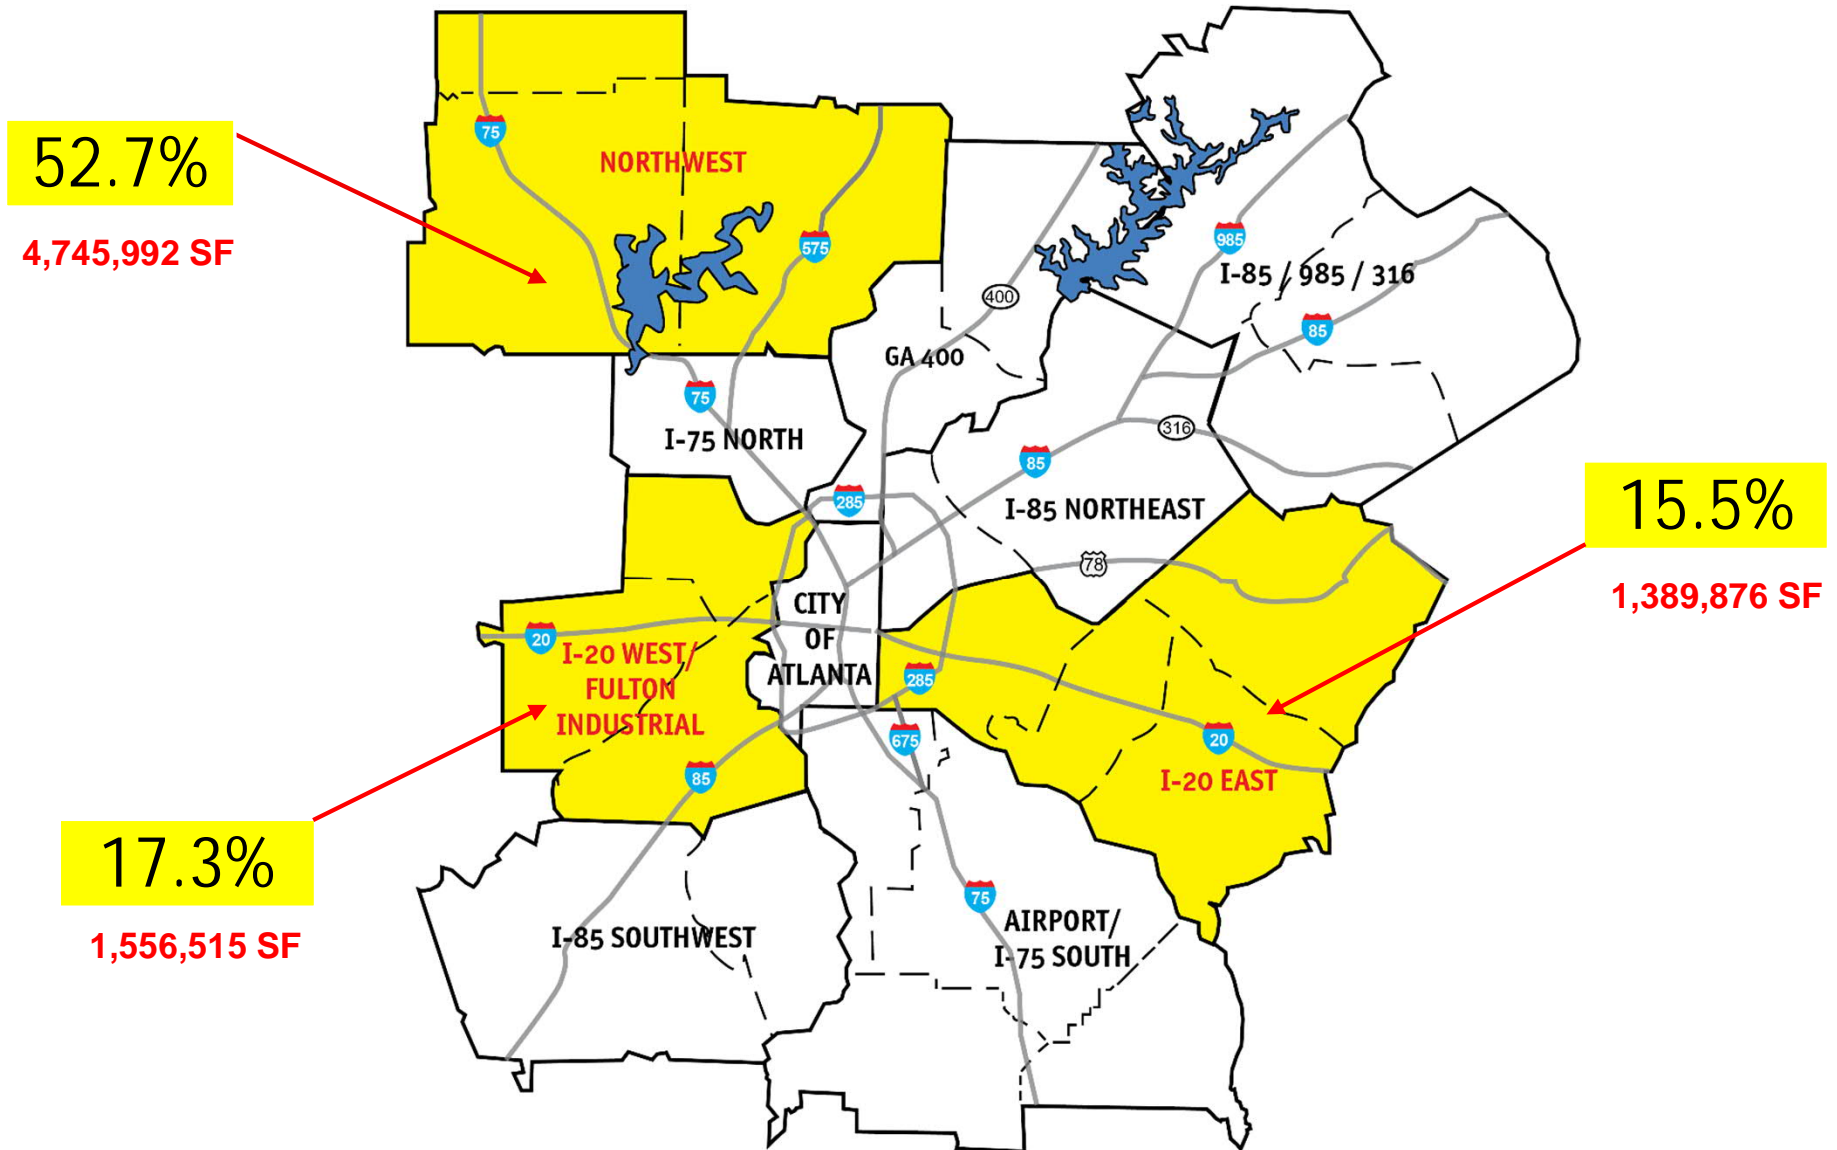 75
52.7%
NORTHWEST
4,745,992 SF
575
985
I-85 / 985 / 316
400
85
GA 400
75
I-75 NORTH
316
85
285
I-85 NORTHEAST
15.5%
78
1,389,876 SF
CITY
OF
ATLANTA
20
I-20 WEST/
FULTON
INDUSTRIAL
285
675
20
85
I-20 EAST
17.3%
75
1,556,515 SF
I-85 SOUTHWEST
AIRPORT/
I-75 SOUTH